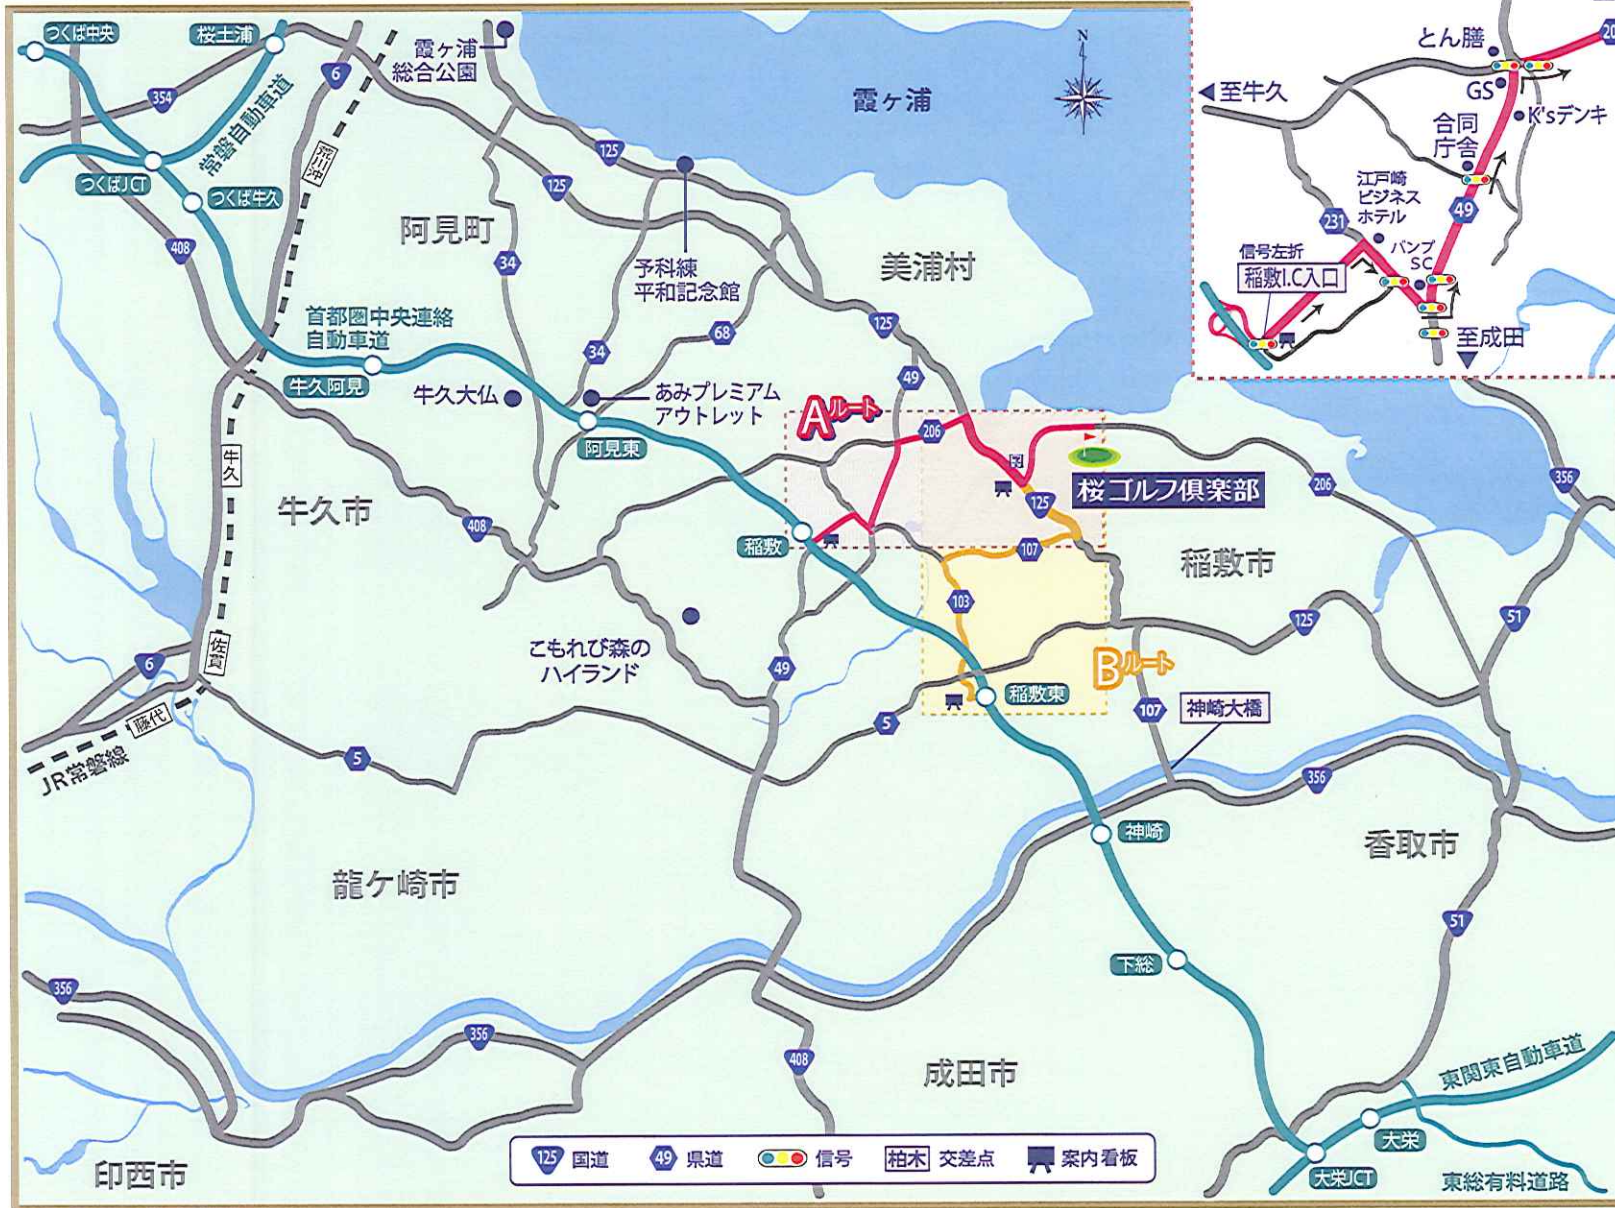 つくば中央
桜土浦
6
霞ヶ浦
総合公園
354
常磐自動車道
荒川沖
つくばJCT
つくば牛久
408
阿見町
125
125
霞ヶ浦
N
予科練
平和記念館
美浦村
34
68
34
125
49
首都圏中央連絡
自動車道
牛久阿見
牛久大仏
あみプレミアム
アウトレット
阿見東
Aルート
206
125
桜ゴルフ倶楽部
206
356
牛久
牛久市
408
稲敷
107
稲敷市
103
125
51
こもれび森の
ハイランド
49
Bルート
稲敷東
107
神崎大橋
5
6
佐貫
藤代
JR常磐線
5
356
神崎
香取市
龍ケ崎市
51
下総
356
356
408
成田市
東関東自動車道
大栄
大栄JCT
東総有料道路
印西市
125 国道
49 県道
信号
柏木 交差点
案内看板
とん膳
GS
K'sデンキ
至牛久
合同
庁舎
江戸崎
ビジネス
ホテル
49
231
パンプ
SC
信号左折
稲敷I.C入口
至成田